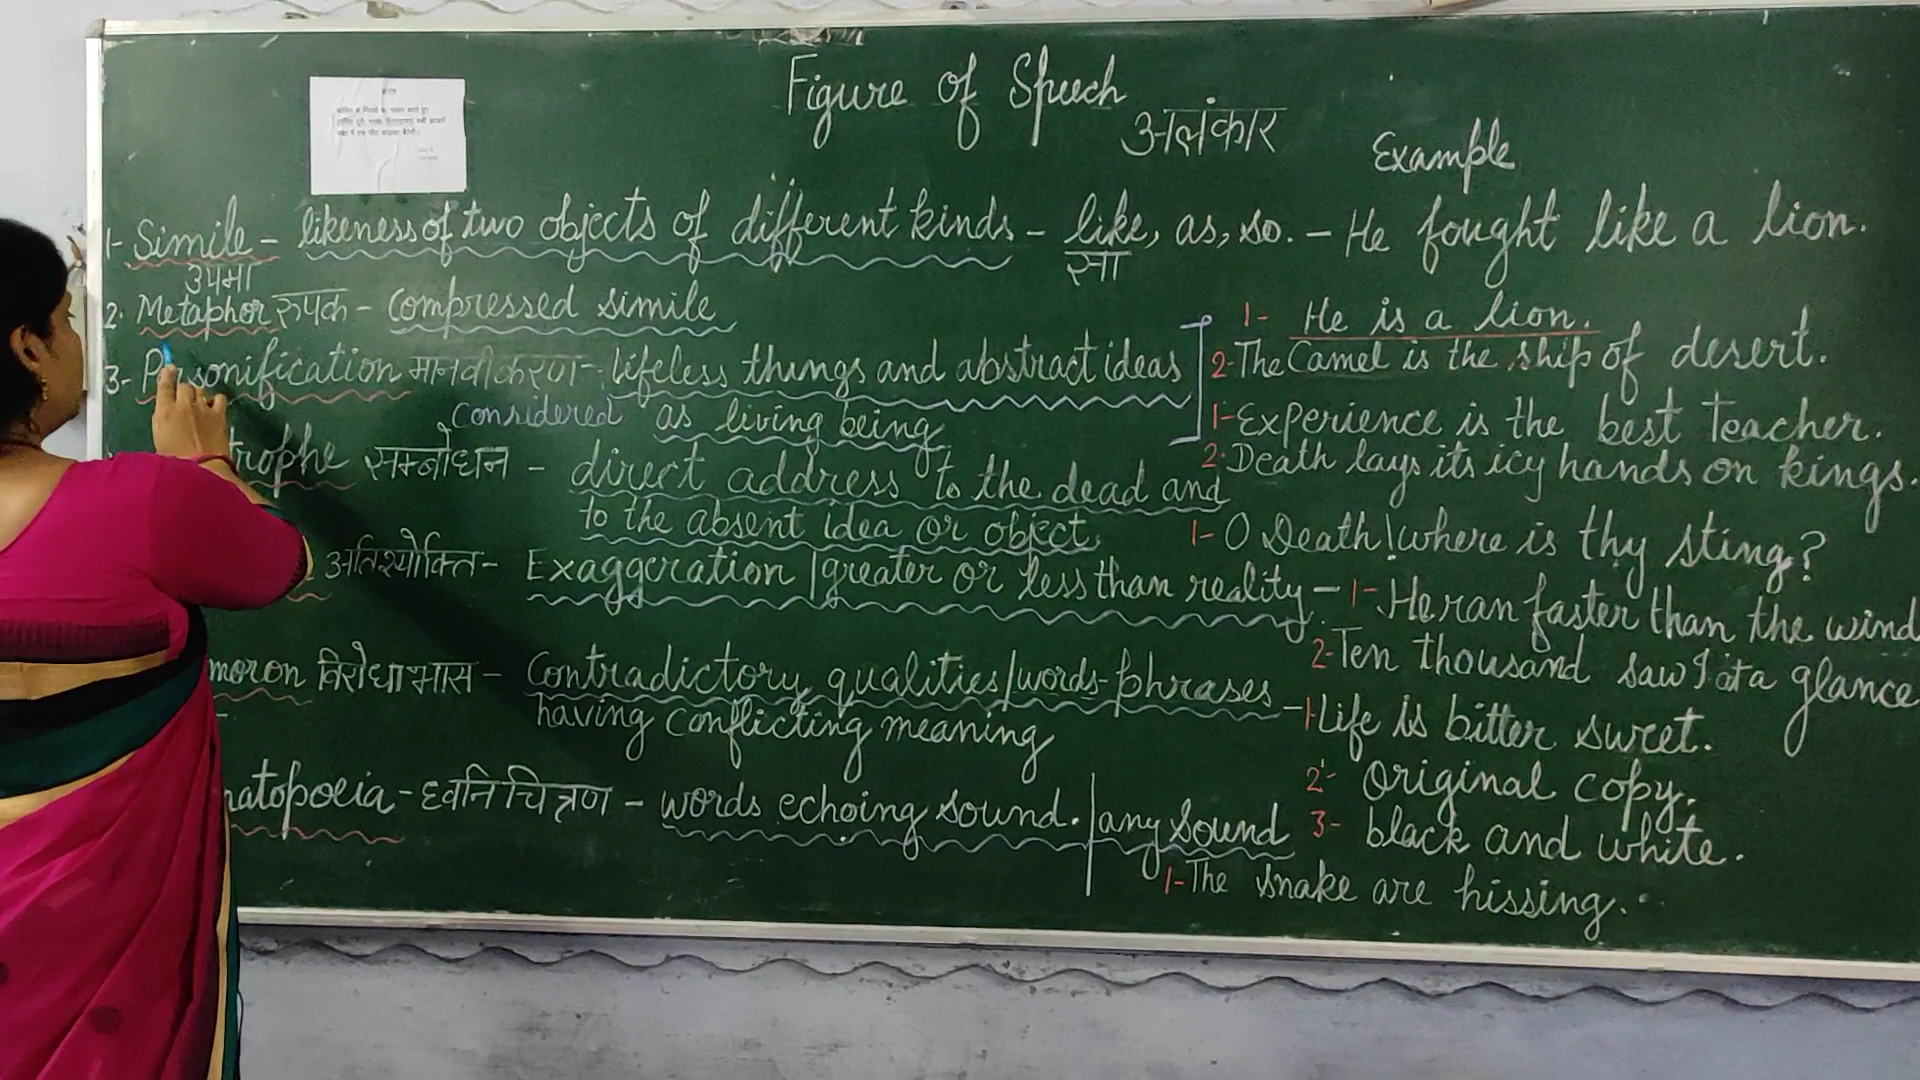 Figure of Speech
अलंकार
Example
1- Simile - likeness of two objects of different kinds - like, as, so. - He fought like a lion.
उपमा
सा
2. Metaphor रुपक - Compressed simile
1- He is a lion.
3- Personification मानवीकरण - Lifeless things and abstract ideas
2- The Camel is the ship of desert.
Considered as living being
1- Experience is the best teacher.
trophe सम्बोधन - direct address to the dead and
2. Death lays its icy hands on kings.
to the absent idea or object.
1- O Death! where is thy sting?
अतिश्योक्ति - Exaggeration | greater or less than reality - 1- He ran faster than the wind
2- Ten thousand saw I at a glance
moron विरोधाभास - Contradictory qualities/words-phrases
having conflicting meaning
-1 Life is bitter sweet.
2- Original copy.
natopoeia - ध्वनि चित्रण - words echoing sound. | any sound
3- black and white.
1- The snake are hissing.